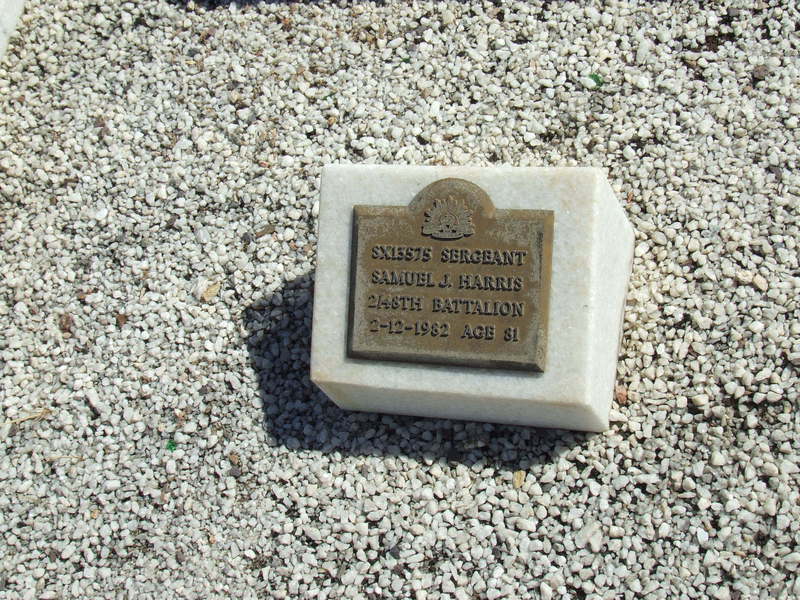 SX13575 SERGEANT
SAMUEL J. HARRIS
2/48TH BATTALION
2-12-1982 AGE 81